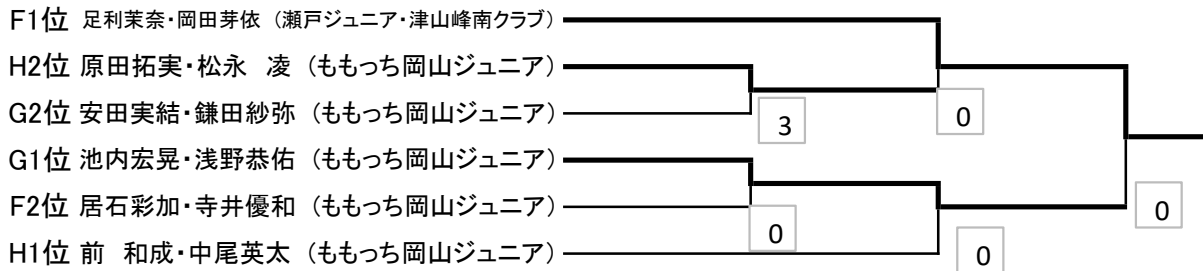 F1位 足利茉奈・岡田芽依 (瀬戸ジュニア・津山峰南クラブ)
H2位 原田拓実・松永　凌 (ももっち岡山ジュニア)
G2位 安田実結・鎌田紗弥 (ももっち岡山ジュニア)
3
0
G1位 池内宏晃・浅野恭佑 (ももっち岡山ジュニア)
F2位 居石彩加・寺井優和 (ももっち岡山ジュニア)
0
0
H1位 前　和成・中尾英太 (ももっち岡山ジュニア)
0